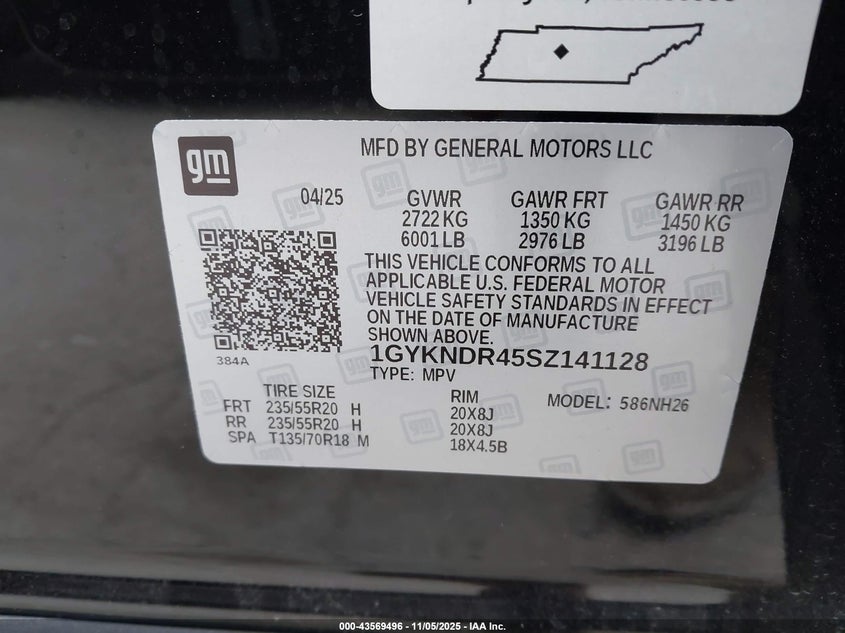 gm
MFD BY GENERAL MOTORS LLC
04/25 GVWR GAWR FRT GAWR RR
2722 KG 1350 KG 1450 KG
6001 LB 2976 LB 3196 LB
THIS VEHICLE CONFORMS TO ALL
APPLICABLE U.S. FEDERAL MOTOR
VEHICLE SAFETY STANDARDS IN EFFECT
ON THE DATE OF MANUFACTURE
SHOWN ABOVE.
384A
1GYKNDR45SZ141128
TYPE: MPV
TIRE SIZE RIM MODEL: 586NH26
FRT 235/55R20 H 20X8J
RR 235/55R20 H 20X8J
SPA T135/70R18 M 18X4.5B
000-43569496 - 11/05/2025 - IAA Inc.